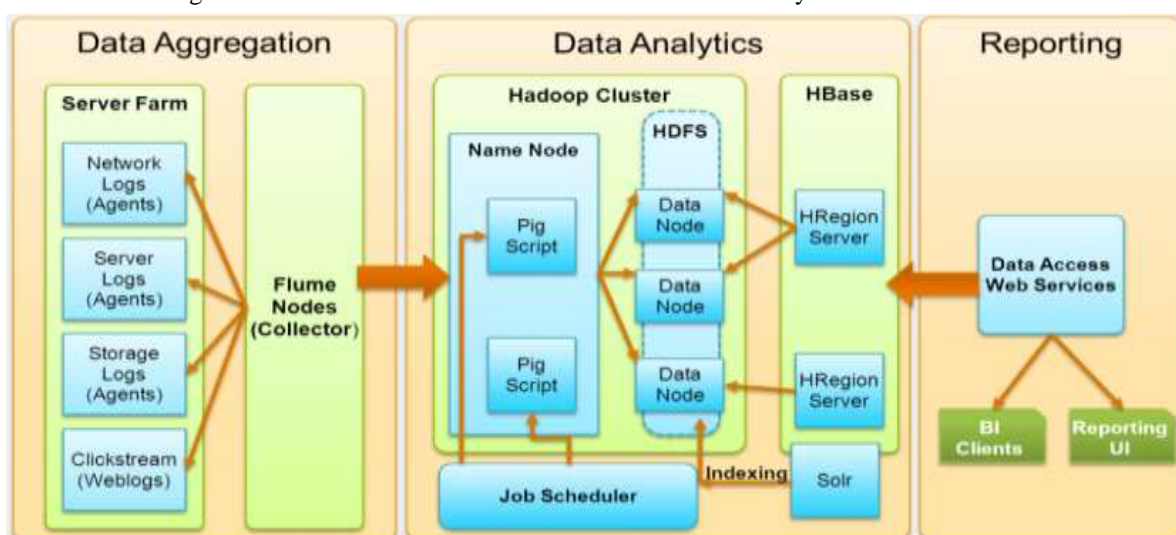 Data Aggregation
Server Farm
Network
Logs
(Agents)
Server
Logs
(Agents)
Storage
Logs
(Agents)
Clickstream
(Weblogs)
Flume
Nodes
(Collector)
Data Analytics
Hadoop Cluster
Name Node
Pig
Script
Pig
Script
HDFS
Data
Node
Data
Node
Data
Node
HBase
HRegion
Server
HRegion
Server
Job Scheduler
Indexing
Solr
Reporting
Data Access
Web Services
BI
Clients
Reporting
UI